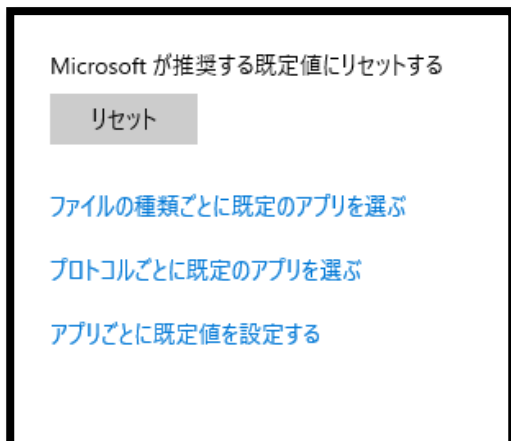 Microsoft が推奨する既定値にリセットする
リセット
ファイルの種類ごとに既定のアプリを選ぶ
プロトコルごとに既定のアプリを選ぶ
アプリごとに既定値を設定する